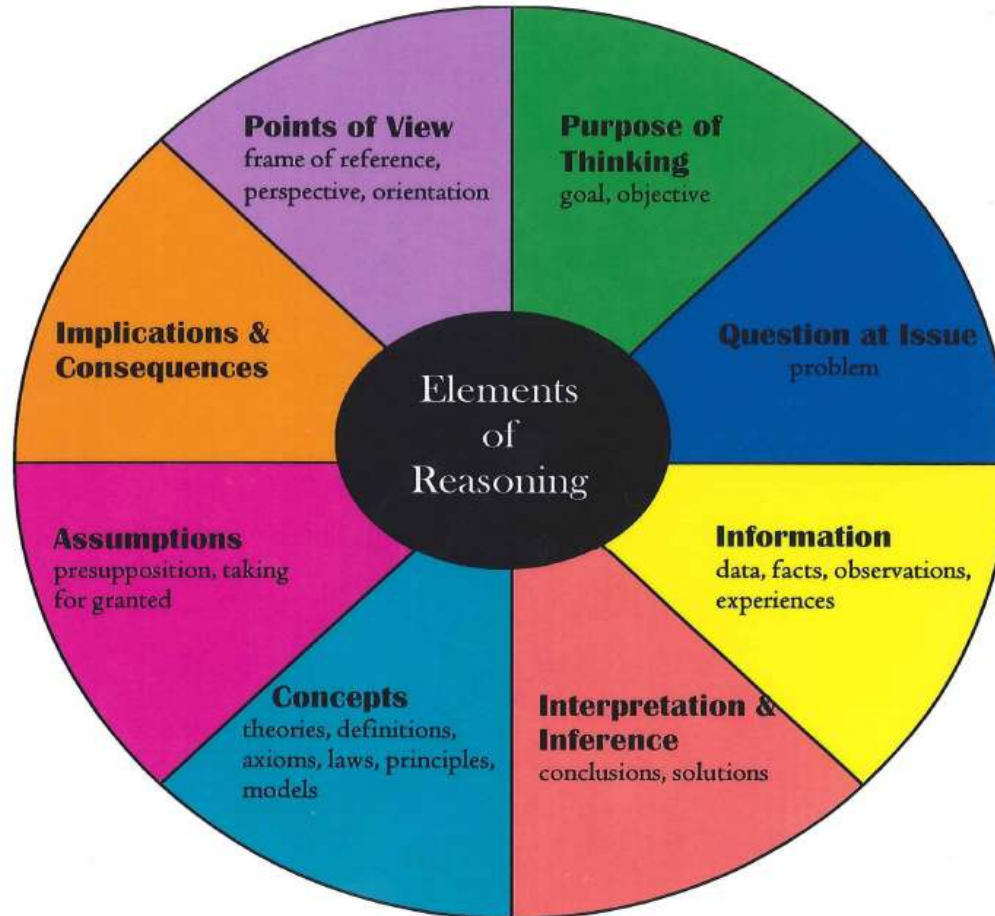 Points of View
frame of reference,
perspective, orientation
Purpose of
Thinking
goal, objective
Question at Issue
problem
Information
data, facts, observations,
experiences
Interpretation &
Inference
conclusions, solutions
Concepts
theories, definitions,
axioms, laws, principles,
models
Assumptions
presupposition, taking
for granted
Implications &
Consequences
Elements
of
Reasoning